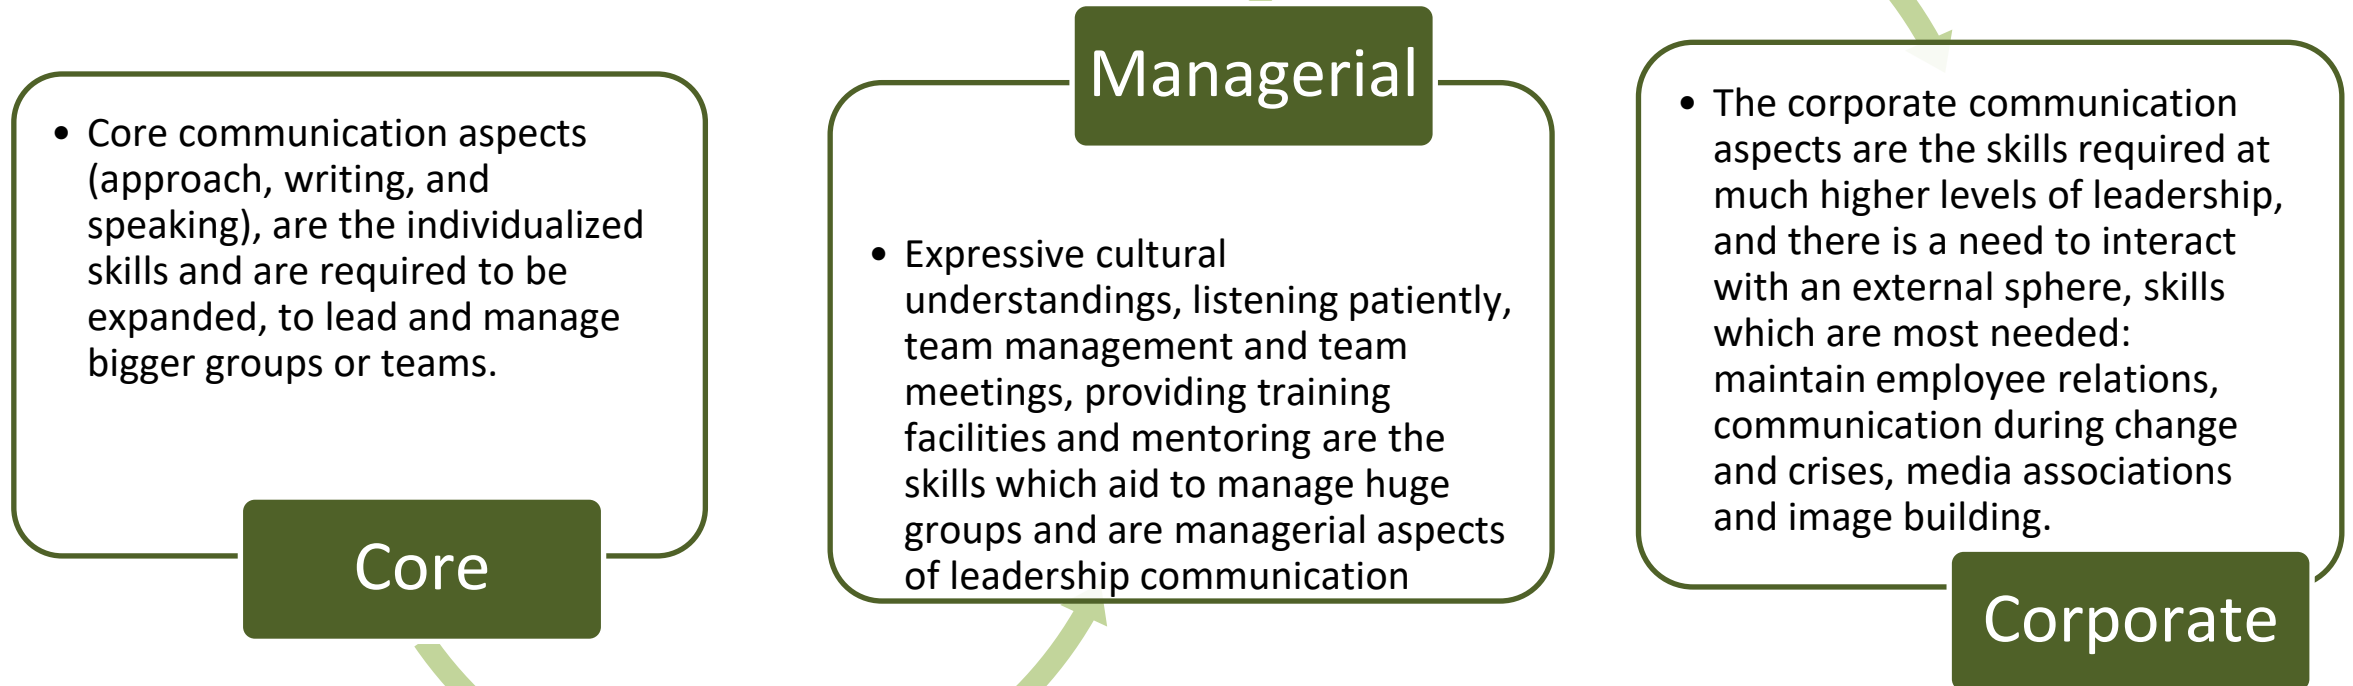 • Core communication aspects
(approach, writing, and
speaking), are the individualized
skills and are required to be
expanded, to lead and manage
bigger groups or teams.
Core
Managerial
• Expressive cultural
understandings, listening patiently,
team management and team
meetings, providing training
facilities and mentoring are the
skills which aid to manage huge
groups and are managerial aspects
of leadership communication
• The corporate communication
aspects are the skills required at
much higher levels of leadership,
and there is a need to interact
with an external sphere, skills
which are most needed:
maintain employee relations,
communication during change
and crises, media associations
and image building.
Corporate